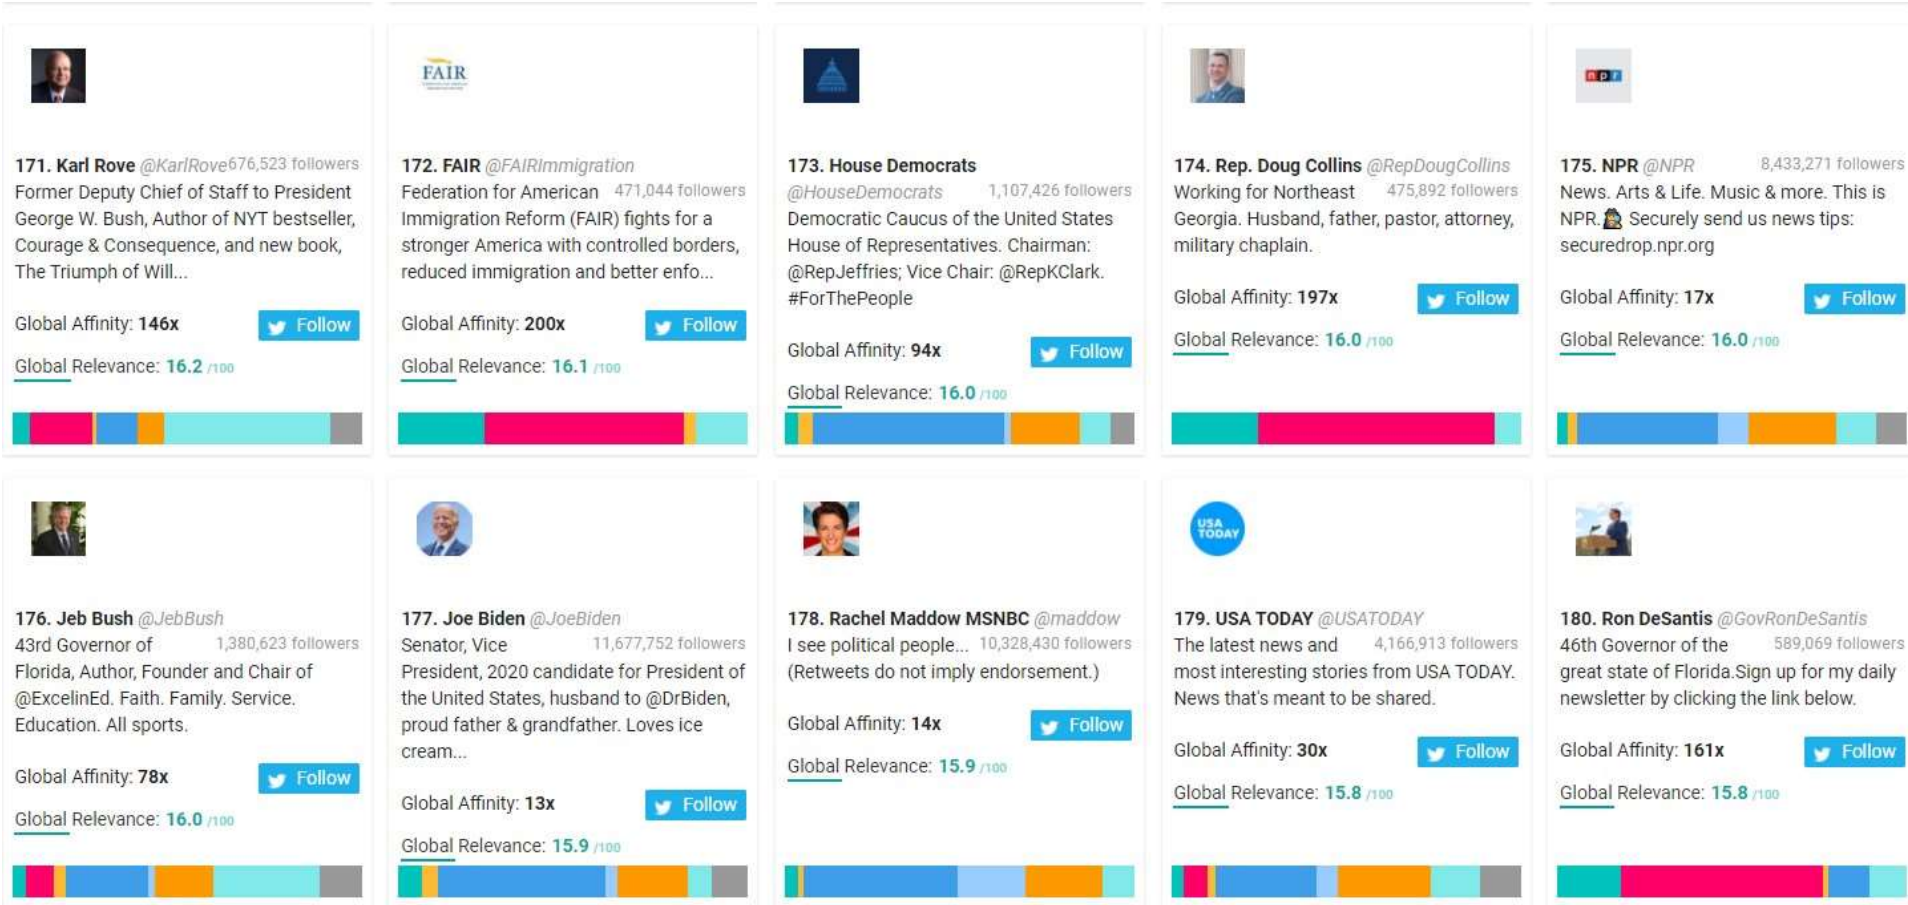 FAIR
npr
171. Karl Rove @KarlRove 676,523 followers
Former Deputy Chief of Staff to President
George W. Bush, Author of NYT bestseller,
Courage & Consequence, and new book,
The Triumph of Will...
Global Affinity: 146x
Follow
Global Relevance: 16.2 /100
172. FAIR @FAIRImmigration
Federation for American 471,044 followers
Immigration Reform (FAIR) fights for a
stronger America with controlled borders,
reduced immigration and better enfo...
Global Affinity: 200x
Follow
Global Relevance: 16.1 /100
173. House Democrats
@HouseDemocrats 1,107,426 followers
Democratic Caucus of the United States
House of Representatives. Chairman:
@RepJeffries; Vice Chair: @RepKClark.
#ForThePeople
Global Affinity: 94x
Follow
Global Relevance: 16.0 /100
174. Rep. Doug Collins @RepDougCollins
Working for Northeast 475,892 followers
Georgia. Husband, father, pastor, attorney,
military chaplain.
Global Affinity: 197x
Follow
Global Relevance: 16.0 /100
175. NPR @NPR 8,433,271 followers
News. Arts & Life. Music & more. This is
NPR. Securely send us news tips:
securedrop.npr.org
Global Affinity: 17x
Follow
Global Relevance: 16.0 /100
USA
TODAY
176. Jeb Bush @JebBush
43rd Governor of 1,380,623 followers
Florida, Author, Founder and Chair of
@ExcelinEd. Faith. Family. Service.
Education. All sports.
Global Affinity: 78x
Follow
Global Relevance: 16.0 /100
177. Joe Biden @JoeBiden
Senator, Vice 11,677,752 followers
President, 2020 candidate for President of
the United States, husband to @DrBiden,
proud father & grandfather. Loves ice
cream...
Global Affinity: 13x
Follow
Global Relevance: 15.9 /100
178. Rachel Maddow MSNBC @maddow
I see political people... 10,328,430 followers
(Retweets do not imply endorsement.)
Global Affinity: 14x
Follow
Global Relevance: 15.9 /100
179. USA TODAY @USATODAY
The latest news and 4,166,913 followers
most interesting stories from USA TODAY.
News that's meant to be shared.
Global Affinity: 30x
Follow
Global Relevance: 15.8 /100
180. Ron DeSantis @GovRonDeSantis
46th Governor of the 589,069 followers
great state of Florida.Sign up for my daily
newsletter by clicking the link below.
Global Affinity: 161x
Follow
Global Relevance: 15.8 /100